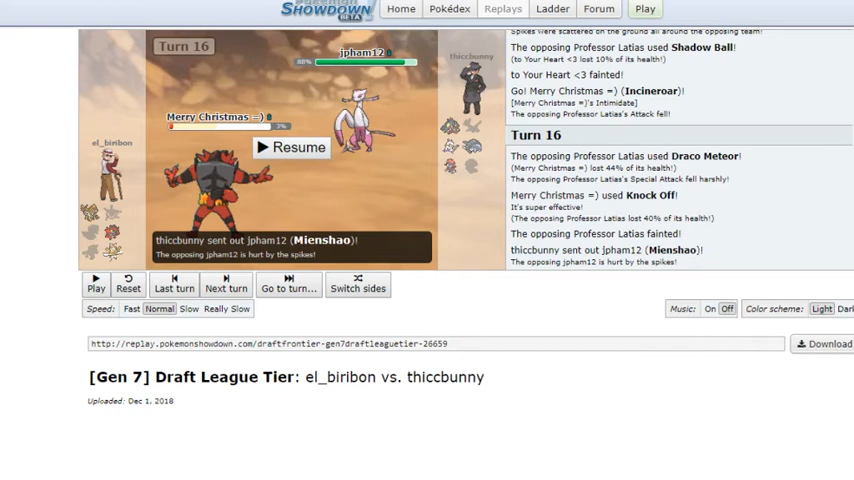 POKÉMON
SHOWDOWN
BETA
Home Pokédex Replays Ladder Forum Play
Turn 16
jpham12
88%
Merry Christmas =)
3%
Resume
el_biribon
thiccbunny
thiccbunny sent out jpham12 (Mienshao)!
The opposing jpham12 is hurt by the spikes!
Spikes were scattered on the ground all around the opposing team!
The opposing Professor Latias used Shadow Ball!
(to Your Heart <3 lost 10% of its health!)
to Your Heart <3 fainted!
Go! Merry Christmas =) (Incineroar)!
[Merry Christmas =)'s Intimidate]
The opposing Professor Latias's Attack fell!
Turn 16
The opposing Professor Latias used Draco Meteor!
(Merry Christmas =) lost 44% of its health!)
The opposing Professor Latias's Special Attack fell harshly!
Merry Christmas =) used Knock Off!
It's super effective!
(The opposing Professor Latias lost 40% of its health!)
The opposing Professor Latias fainted!
thiccbunny sent out jpham12 (Mienshao)!
The opposing jpham12 is hurt by the spikes!
Play Reset Last turn Next turn Go to turn... Switch sides
Speed: Fast Normal Slow Really Slow
Music: On Off Color scheme: Light Dark
http://replay.pokemonshowdown.com/draftfrontier-gen7draftleaguetier-26659
Download
[Gen 7] Draft League Tier: el_biribon vs. thiccbunny
Uploaded: Dec 1, 2018